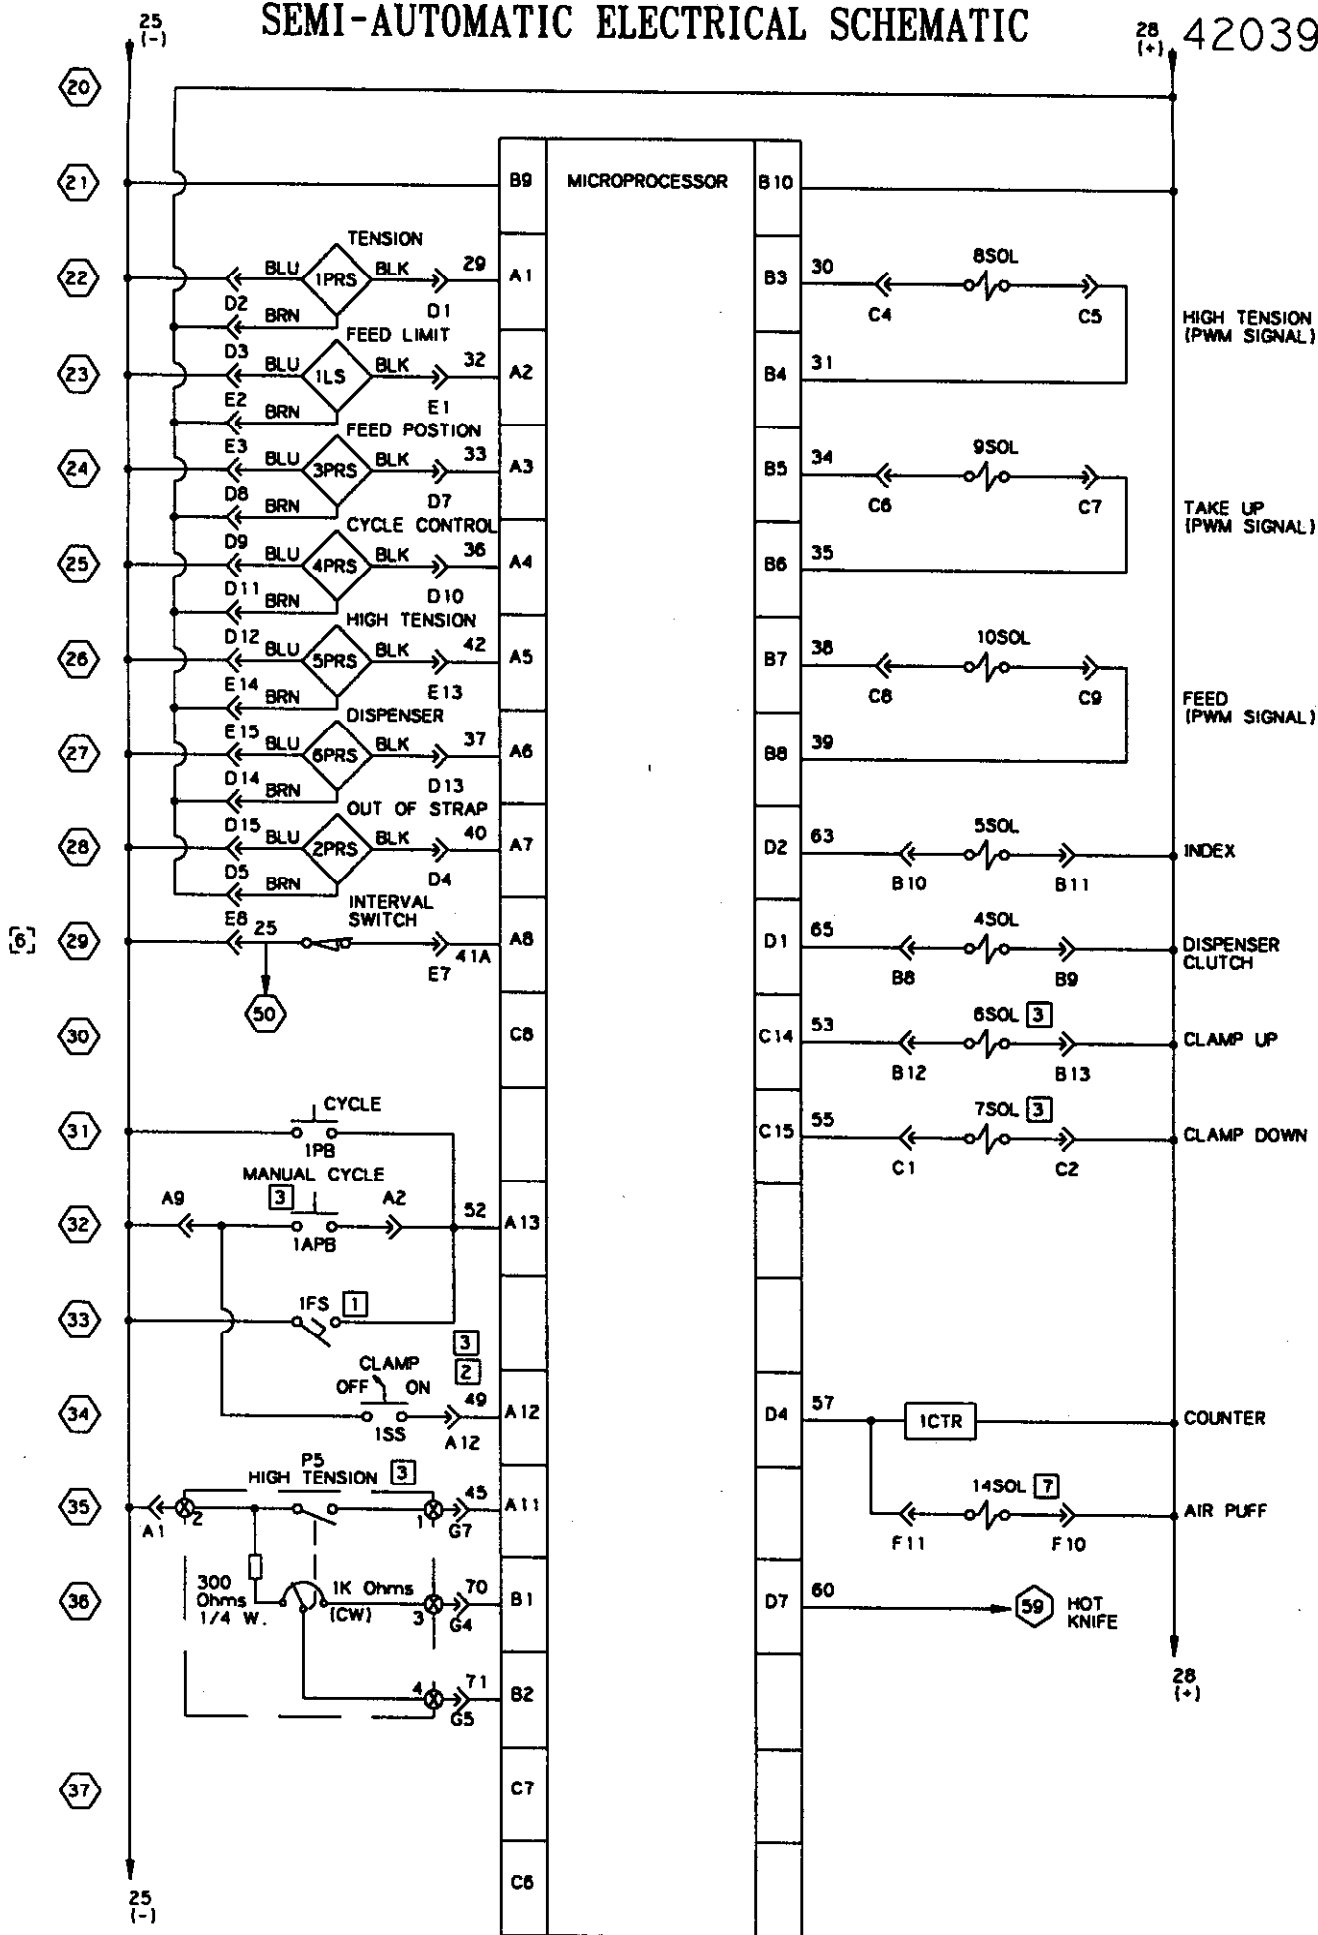 SEMI-AUTOMATIC ELECTRICAL SCHEMATIC
42039
25
(-)
28
(+)
20
21
B9
MICROPROCESSOR
B10
TENSION
22
BLU
1PRS
BLK
29
A1
D2
BRN
D1
B3
30
8SOL
C4
C5
HIGH TENSION
(PWM SIGNAL)
FEED LIMIT
23
D3
BLU
1LS
BLK
32
A2
E2
BRN
E1
B4
31
FEED POSTION
24
E3
BLU
3PRS
BLK
33
A3
D8
BRN
D7
B5
34
9SOL
C6
C7
TAKE UP
(PWM SIGNAL)
CYCLE CONTROL
25
D9
BLU
4PRS
BLK
36
A4
D11
BRN
D10
B6
35
HIGH TENSION
26
D12
BLU
5PRS
BLK
42
A5
E14
BRN
E13
B7
38
10SOL
C8
C9
FEED
(PWM SIGNAL)
DISPENSER
27
E15
BLU
6PRS
BLK
37
A6
D14
BRN
D13
B8
39
OUT OF STRAP
28
D15
BLU
2PRS
BLK
40
A7
D5
BRN
D4
D2
63
5SOL
B10
B11
INDEX
INTERVAL
SWITCH
6
29
E8
25
A8
E7
41A
50
D1
65
4SOL
B8
B9
DISPENSER
CLUTCH
30
C8
C14
53
6SOL
3
B12
B13
CLAMP UP
31
CYCLE
1PB
C15
55
7SOL
3
C1
C2
CLAMP DOWN
MANUAL CYCLE
32
A9
3
A2
52
A13
1APB
33
1FS
1
3
2
CLAMP
OFF
ON
34
49
A12
1SS
A12
D4
57
1CTR
COUNTER
P5
HIGH TENSION
3
35
A1
2
1
45
G7
A11
14SOL
7
F11
F10
AIR PUFF
36
300
Ohms
1/4 W.
1K Ohms
(CW)
3
70
G4
B1
D7
60
59
HOT
KNIFE
4
71
G5
B2
28
(+)
37
C7
C6
25
(-)